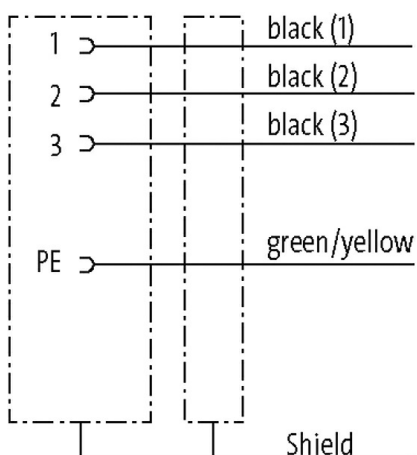 1 black (1)
2 black (2)
3 black (3)
PE green/yellow
Shield